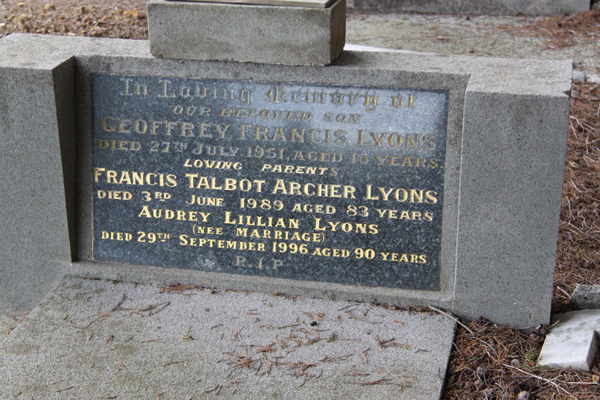 In Loving Memory of
OUR BELOVED SON
GEOFFREY FRANCIS LYONS
DIED 27TH JULY 1951, AGED 15 YEARS
LOVING PARENTS
FRANCIS TALBOT ARCHER LYONS
DIED 3RD JUNE 1989 AGED 83 YEARS
AUDREY LILLIAN LYONS
(NEE MARRIAGE)
DIED 29TH SEPTEMBER 1996 AGED 90 YEARS
R.I.P